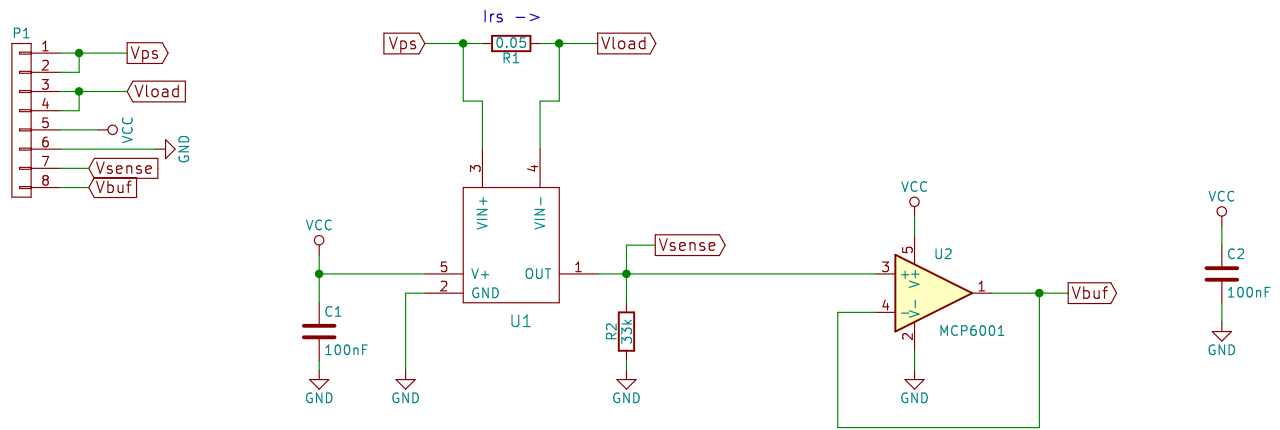 P1
1
2
3
4
5
6
7
8
Vps
Vload
VCC
GND
Vsense
Vbuf
Irs ->
Vps
0.05
R1
Vload
3
4
VIN+
VIN-
VCC
5
V+
2
GND
OUT
1
U1
C1
100nF
GND
GND
Vsense
R2
33k
GND
VCC
5
U2
3
+
V+
4
-
V-
2
1
MCP6001
GND
Vbuf
VCC
C2
100nF
GND